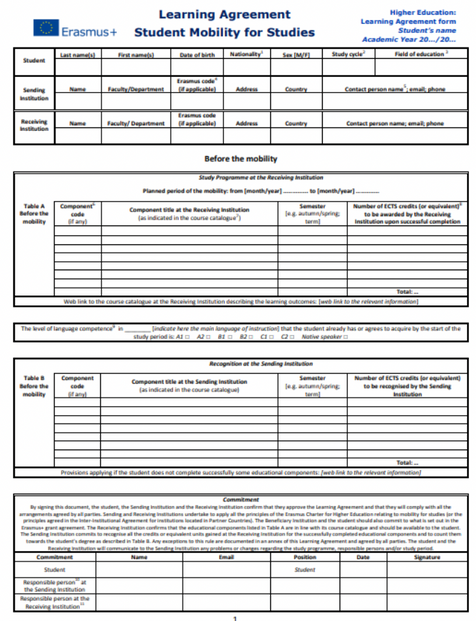 Erasmus+
Learning Agreement
Student Mobility for Studies
Higher Education:
Learning Agreement form
Student's name
Academic Year 20…/20…
Student
Last name(s) First name(s) Date of birth Nationality1 Sex [M/F] Study cycle2 Field of education3
Sending Institution
Name Faculty/Department Erasmus code4 (if applicable) Address Country Contact person name5; email; phone
Receiving Institution
Name Faculty/ Department Erasmus code (if applicable) Address Country Contact person name; email; phone
Before the mobility
Study Programme at the Receiving Institution
Planned period of the mobility: from [month/year] ……………. to [month/year] …………….
Table A Before the mobility
Component6 code (if any)
Component title at the Receiving Institution
(as indicated in the course catalogue7)
Semester [e.g. autumn/spring; term]
Number of ECTS credits (or equivalent)8
to be awarded by the Receiving
Institution upon successful completion
Total: …
Web link to the course catalogue at the Receiving Institution describing the learning outcomes: [web link to the relevant information]
The level of language competence9 in ________ [indicate here the main language of instruction] that the student already has or agrees to acquire by the start of the
study period is: A1 ☐ A2 ☐ B1 ☐ B2 ☐ C1 ☐ C2 ☐ Native speaker ☐
Recognition at the Sending Institution
Table B Before the mobility
Component code (if any)
Component title at the Sending Institution
(as indicated in the course catalogue)
Semester [e.g. autumn/spring; term]
Number of ECTS credits (or equivalent)
to be recognised by the Sending
Institution
Total: …
Provisions applying if the student does not complete successfully some educational components: [web link to the relevant information]
Commitment
By signing this document, the student, the Sending Institution and the Receiving Institution confirm that they approve the Learning Agreement and that they will comply with all the
arrangements agreed by all parties. Sending and Receiving Institutions undertake to apply all the principles of the Erasmus Charter for Higher Education relating to mobility for studies (or the
principles agreed in the Inter-Institutional Agreement for institutions located in Partner Countries). The Beneficiary Institution and the student should also commit to what is set out in the
Erasmus+ grant agreement. The Receiving Institution confirms that the educational components listed in Table A are in line with its course catalogue and should be available to the student.
The Sending Institution commits to recognise all the credits or equivalent units gained at the Receiving Institution for the successfully completed educational components and to count them
towards the student's degree as described in Table B. Any exceptions to this rule are documented in an annex of this Learning Agreement and agreed by all parties. The student and the
Receiving Institution will communicate to the Sending Institution any problems or changes regarding the study programme, responsible persons and/or study period.
Commitment Name Email Position Date Signature
Student Student
Responsible person10 at
the Sending Institution
Responsible person at the
Receiving Institution11
1